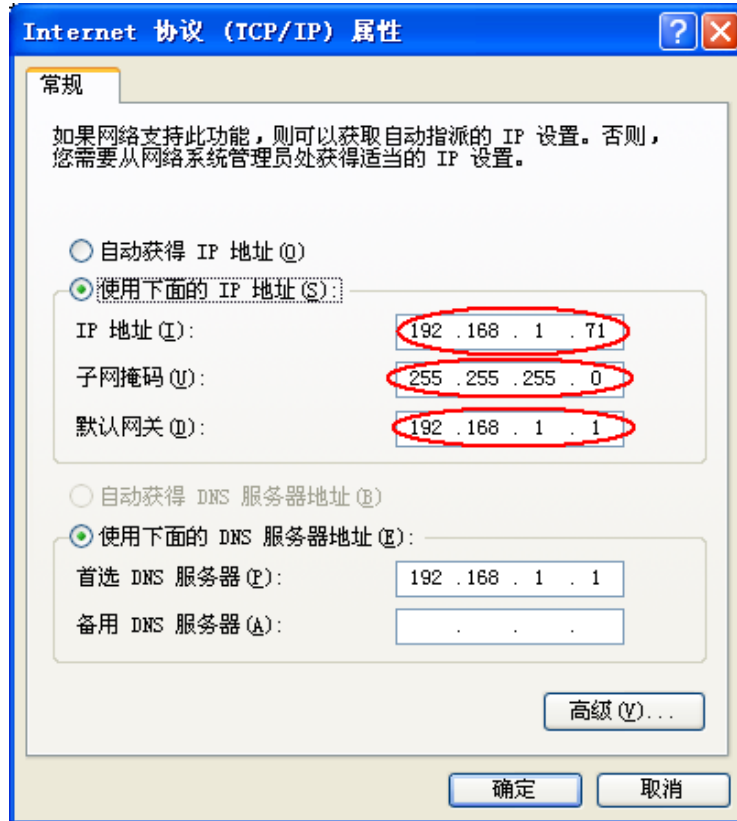 Internet 协议 (TCP/IP) 属性
常规
如果网络支持此功能，则可以获取自动指派的 IP 设置。否则，
您需要从网络系统管理员处获得适当的 IP 设置。
自动获得 IP 地址(O)
使用下面的 IP 地址(S):
IP 地址(I): 192 .168 . 1 . 71
子网掩码(U): 255 .255 .255 . 0
默认网关(D): 192 .168 . 1 . 1
自动获得 DNS 服务器地址(B)
使用下面的 DNS 服务器地址(E):
首选 DNS 服务器(P): 192 .168 . 1 . 1
备用 DNS 服务器(A): . . .
高级(V)...
确定 取消